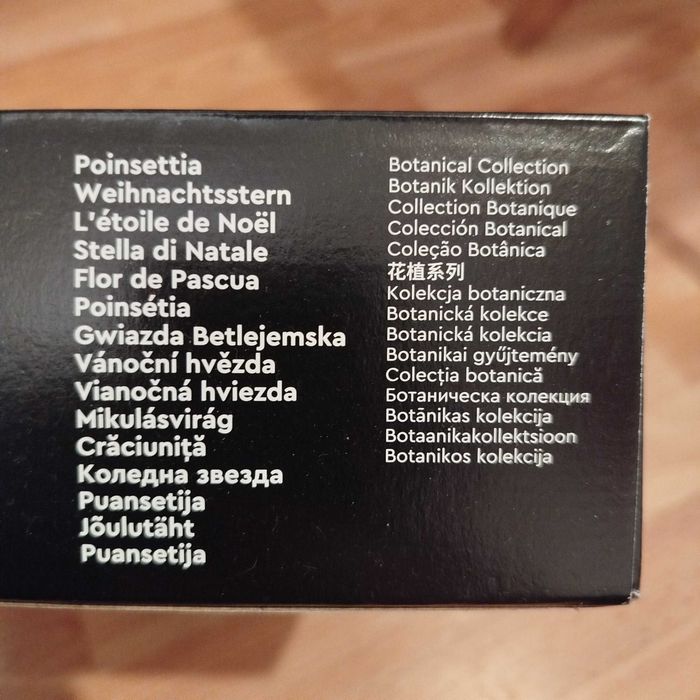 Poinsettia
Weihnachtsstern
L'étoile de Noël
Stella di Natale
Flor de Pascua
Poinsétia
Gwiazda Betlejemska
Vánoční hvězda
Vianočná hviezda
Mikulásvirág
Crăciuniță
Коледна звезда
Puansetija
Jõulutäht
Puansetija
Botanical Collection
Botanik Kollektion
Collection Botanique
Colección Botanical
Coleção Botânica
花植系列
Kolekcja botaniczna
Botanická kolekce
Botanická kolekcia
Botanikai gyűjtemény
Colecția botanică
Ботаническа колекция
Botānikas kolekcija
Botaanikakollektsioon
Botanikos kolekcija